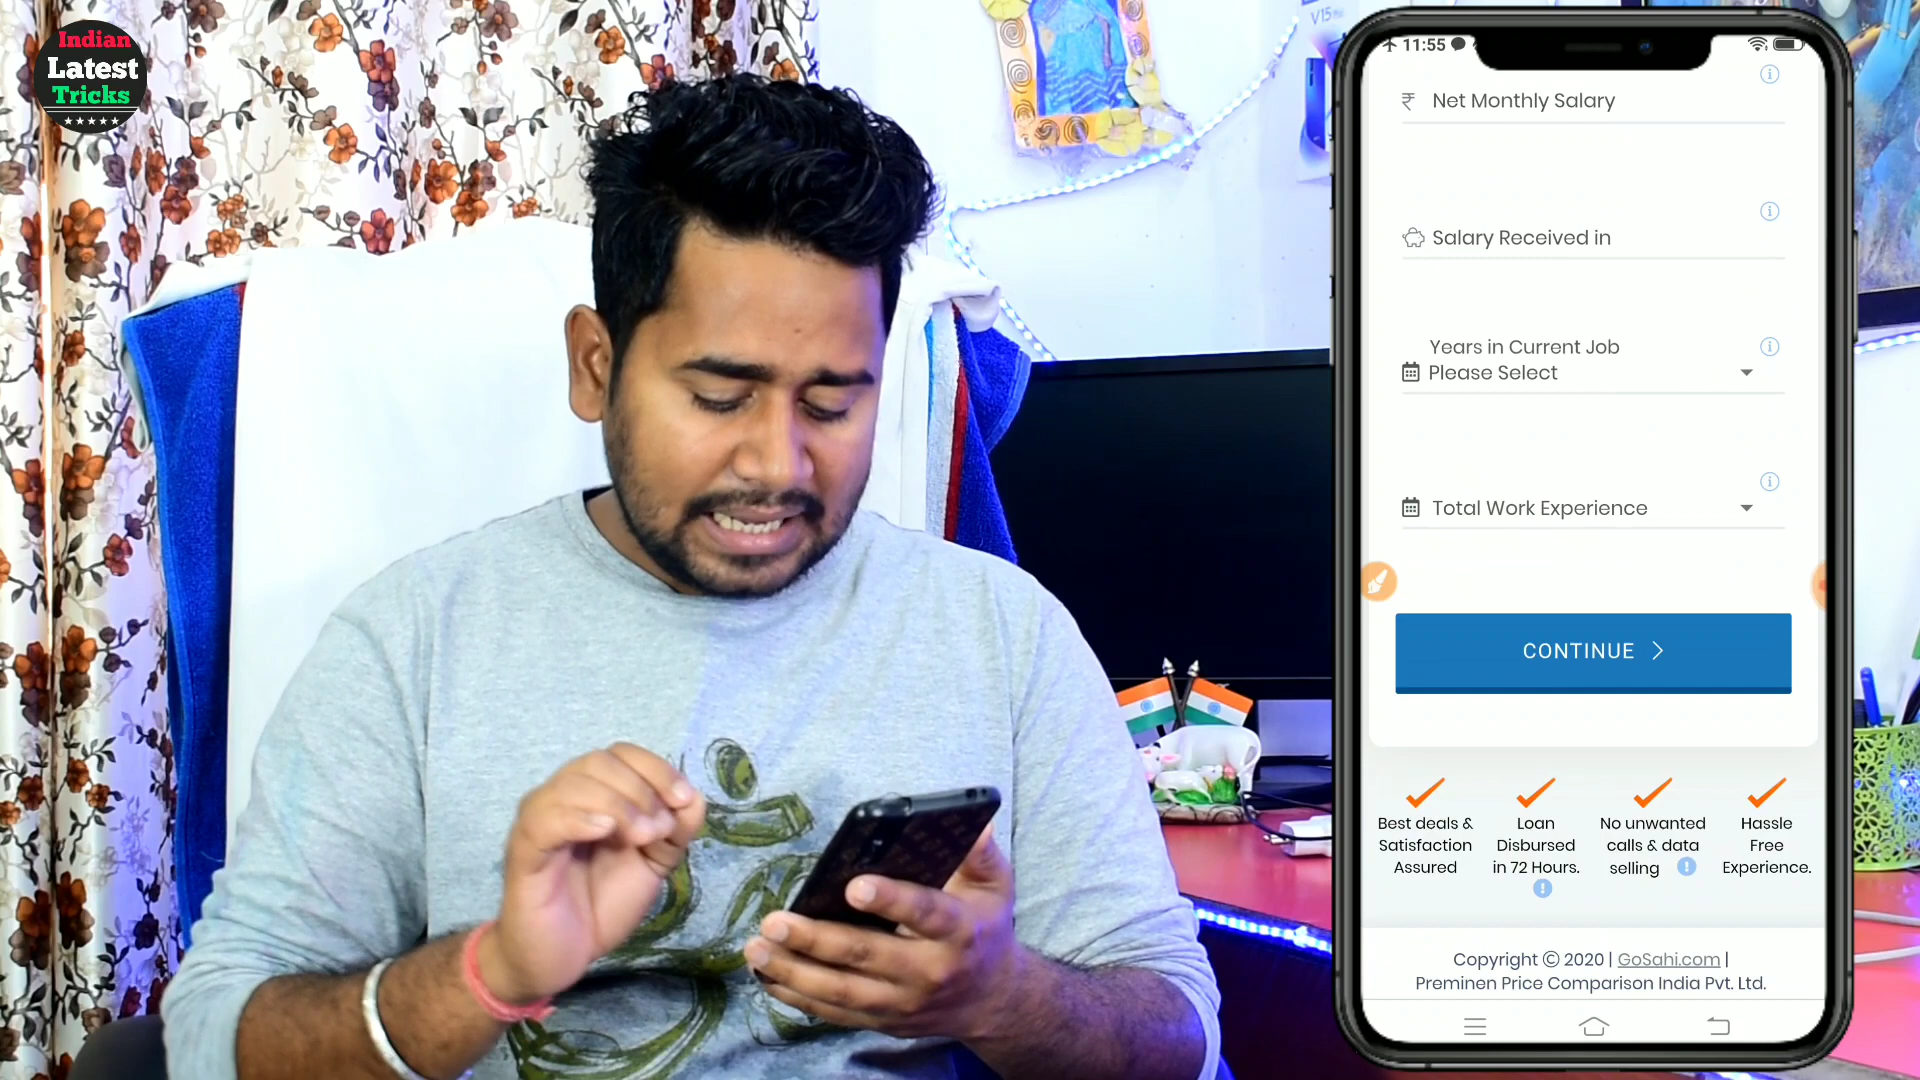 Indian
Latest
Tricks
V15
11:55
₹ Net Monthly Salary
Salary Received in
Years in Current Job
Please Select
Total Work Experience
CONTINUE >
Best deals &
Satisfaction
Assured
Loan
Disbursed
in 72 Hours.
No unwanted
calls & data
selling
Hassle
Free
Experience.
Copyright © 2020 | GoSahi.com |
Preminen Price Comparison India Pvt. Ltd.